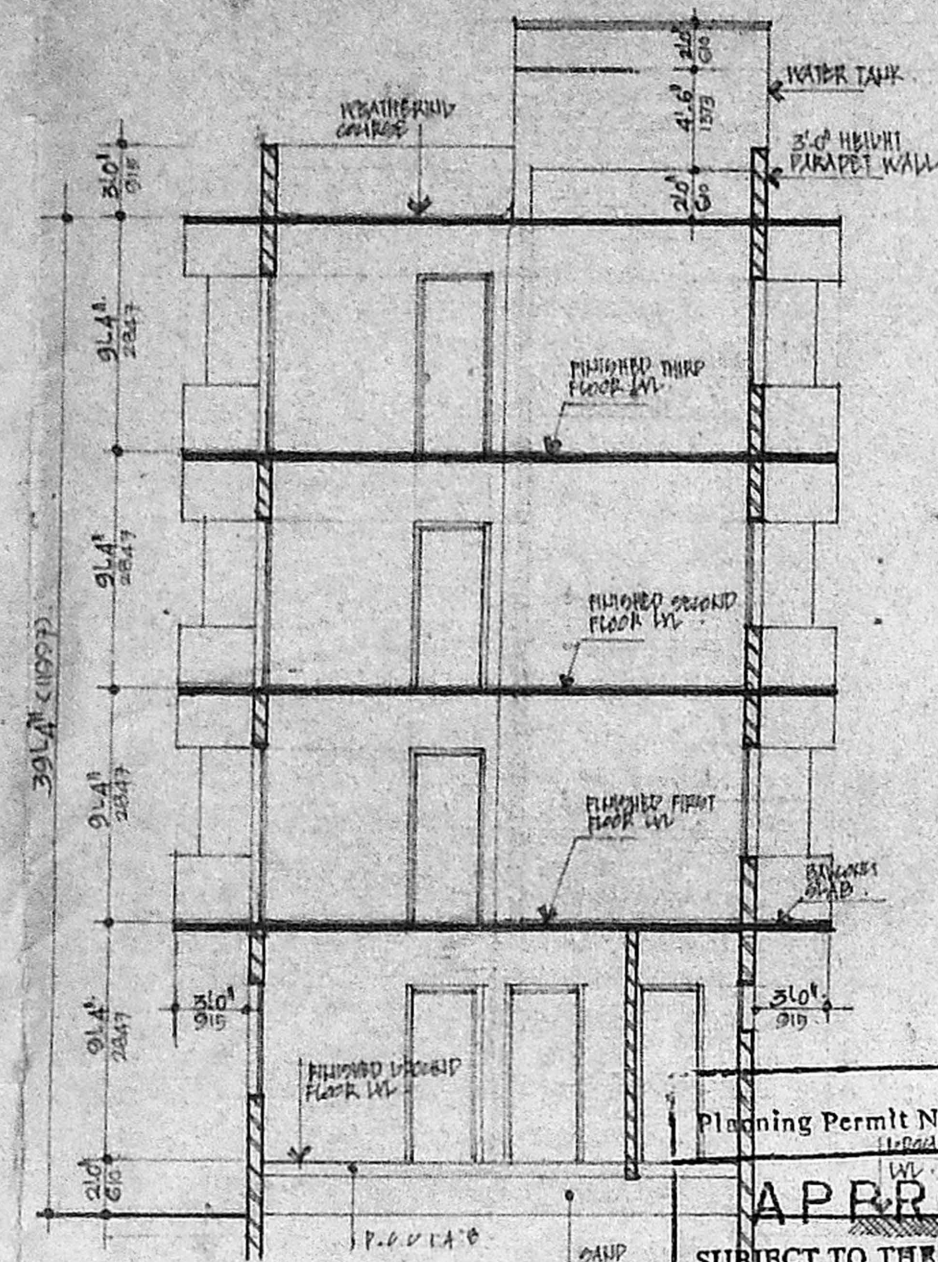 2'.0"
610
WATER TANK
4'.6"
1373
WEATHERING
COURSE
3'.0" HEIGHT
PARAPET WALL
3'.0"
915
2'.0"
610
9'.4".
2847
FINISHED THIRD
FLOOR LVL.
9'.4"
2847
FINISHED SECOND
FLOOR LVL.
39'.4" (11997)
9'.4"
2847
FINISHED FIRST
FLOOR LVL
SLAB.
3'.0"
915
3'.0"
915
9'.4".
2847
FINISHED GROUND
FLOOR LVL.
Planning Permit N
LVL.
2'.0"
610
APPR
SAND
SUBJECT TO THE